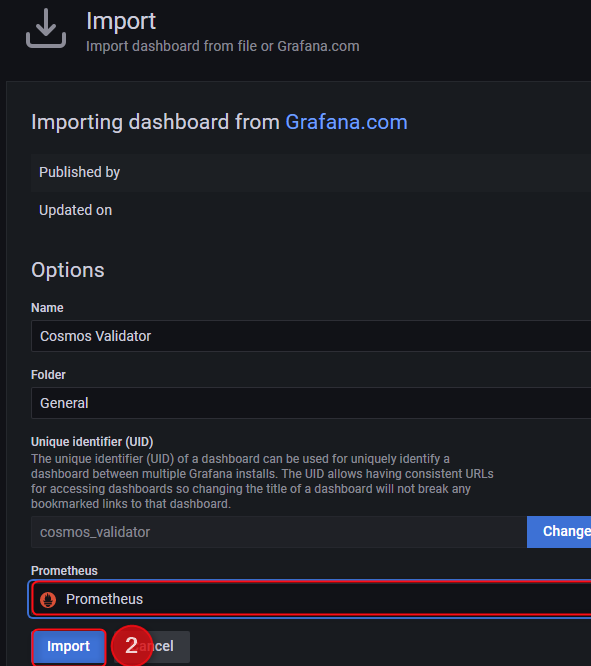 Import
Import dashboard from file or Grafana.com
Importing dashboard from Grafana.com
Published by
Updated on
Options
Name
Cosmos Validator
Folder
General
Unique identifier (UID)
The unique identifier (UID) of a dashboard can be used for uniquely identify a
dashboard between multiple Grafana installs. The UID allows having consistent URLs
for accessing dashboards so changing the title of a dashboard will not break any
bookmarked links to that dashboard.
cosmos_validator
Change
Prometheus
Prometheus
Import 2 ncel